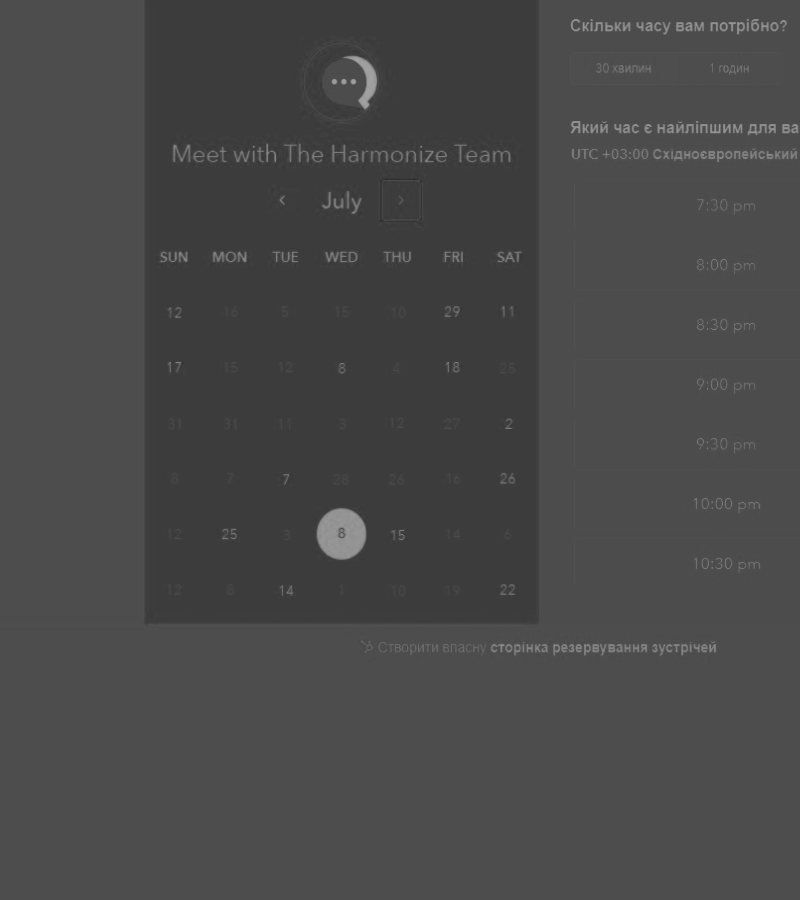 Meet with The Harmonize Team
July
SUN MON TUE WED THU FRI SAT
12 16 5 15 10 29 11
17 15 12 8 4 18 25
31 31 11 3 12 27 2
8 7 7 28 26 16 26
12 25 3 8 15 14 6
12 8 14 1 10 19 22
Скільки часу вам потрібно?
30 хвилин 1 годин
Який час є найліпшим для ва
UTC +03:00 Східноєвропейський
7:30 pm
8:00 pm
8:30 pm
9:00 pm
9:30 pm
10:00 pm
10:30 pm
Створити власну сторінка резервування зустрічей